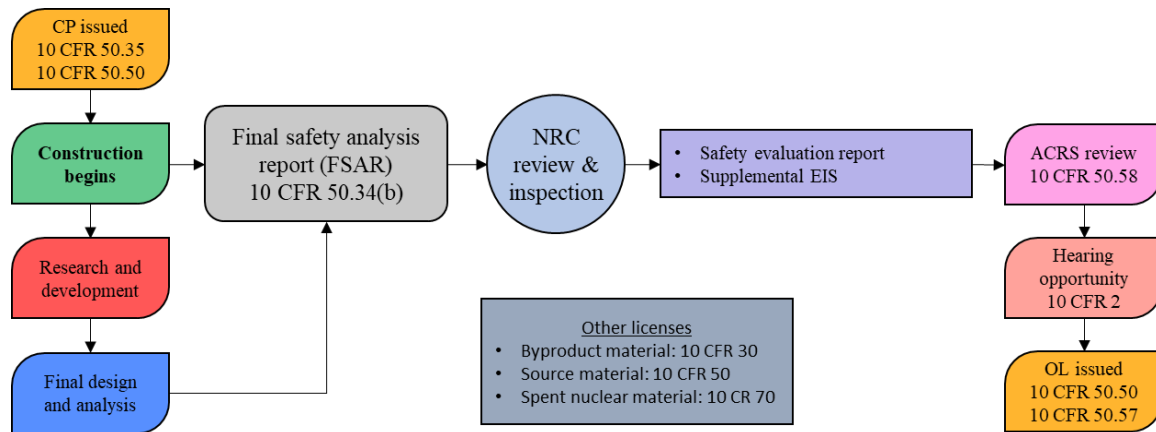 CP issued
10 CFR 50.35
10 CFR 50.50
Construction
begins
Research and
development
Final design
and analysis
Final safety analysis
report (FSAR)
10 CFR 50.34(b)
NRC
review &
inspection
• Safety evaluation report
• Supplemental EIS
ACRS review
10 CFR 50.58
Hearing
opportunity
10 CFR 2
OL issued
10 CFR 50.50
10 CFR 50.57
Other licenses
• Byproduct material: 10 CFR 30
• Source material: 10 CFR 50
• Spent nuclear material: 10 CR 70